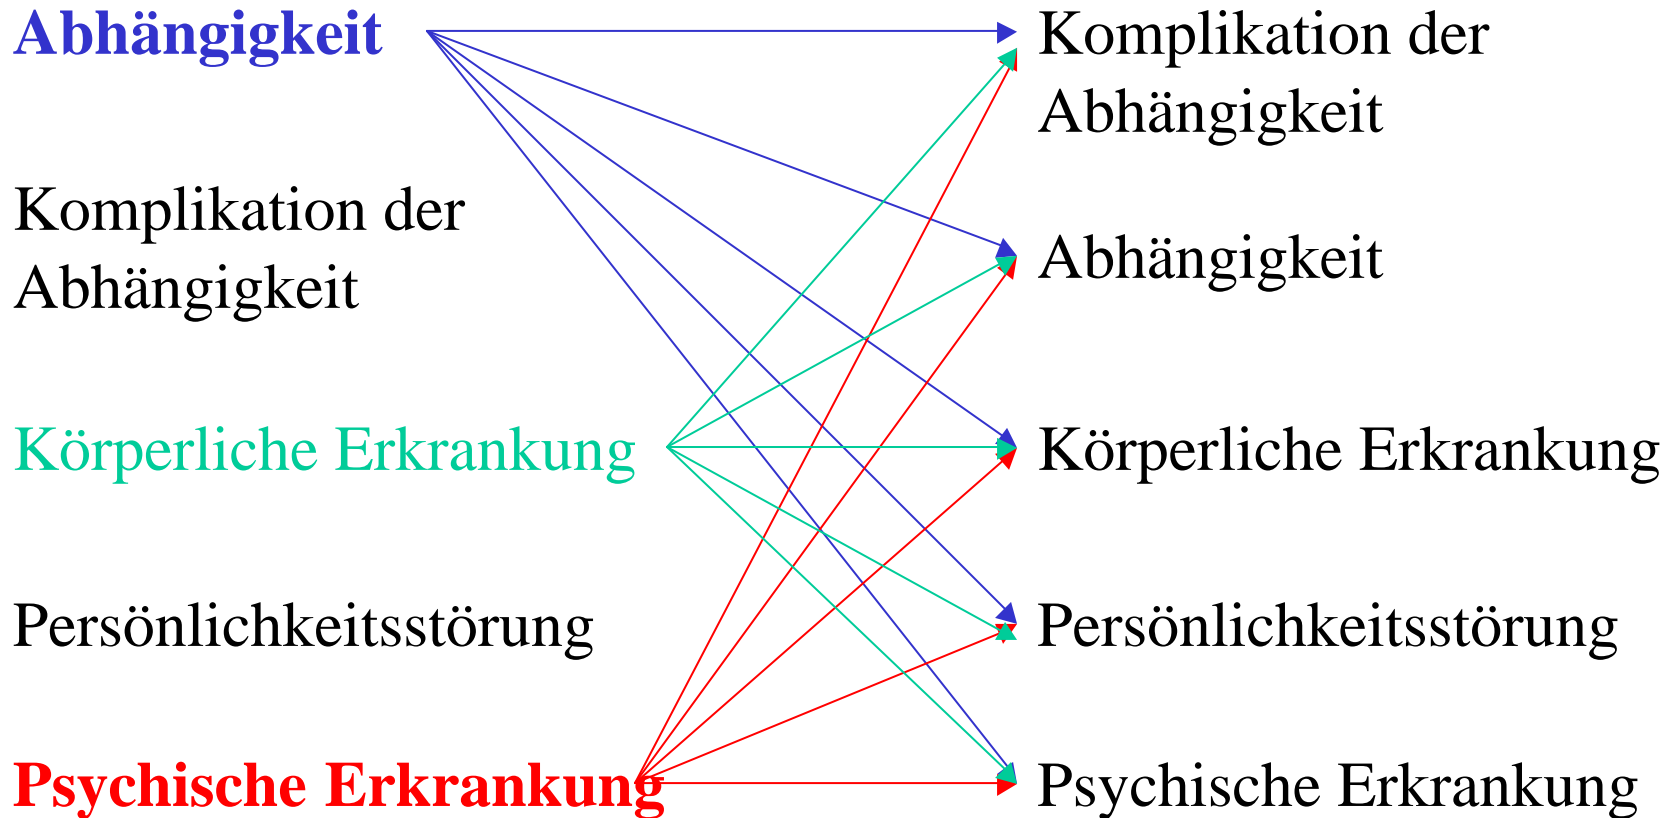 Abhängigkeit
Komplikation der
Abhängigkeit
Körperliche Erkrankung
Persönlichkeitsstörung
Psychische Erkrankung
Komplikation der
Abhängigkeit
Abhängigkeit
Körperliche Erkrankung
Persönlichkeitsstörung
Psychische Erkrankung